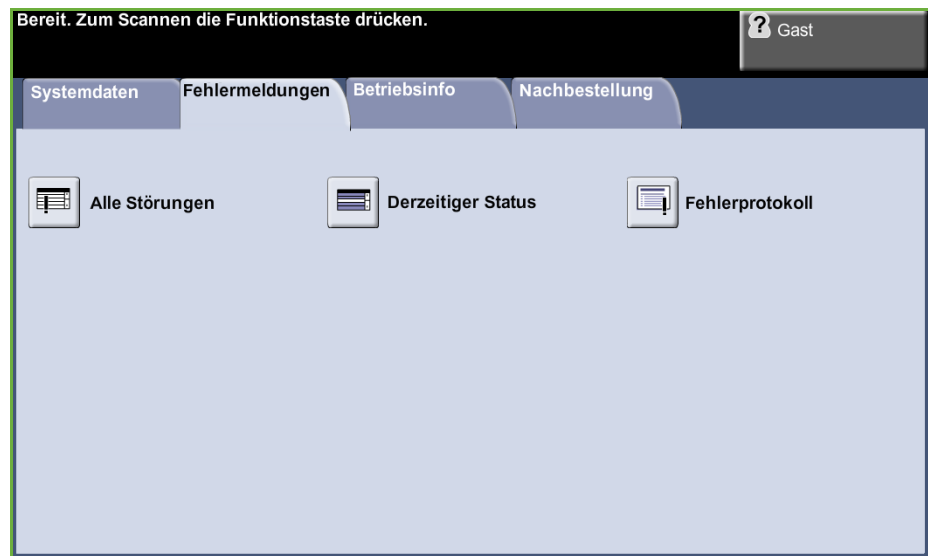 Bereit. Zum Scannen die Funktionstaste drücken.
? Gast
Systemdaten
Fehlermeldungen
Betriebsinfo
Nachbestellung
Alle Störungen
Derzeitiger Status
Fehlerprotokoll